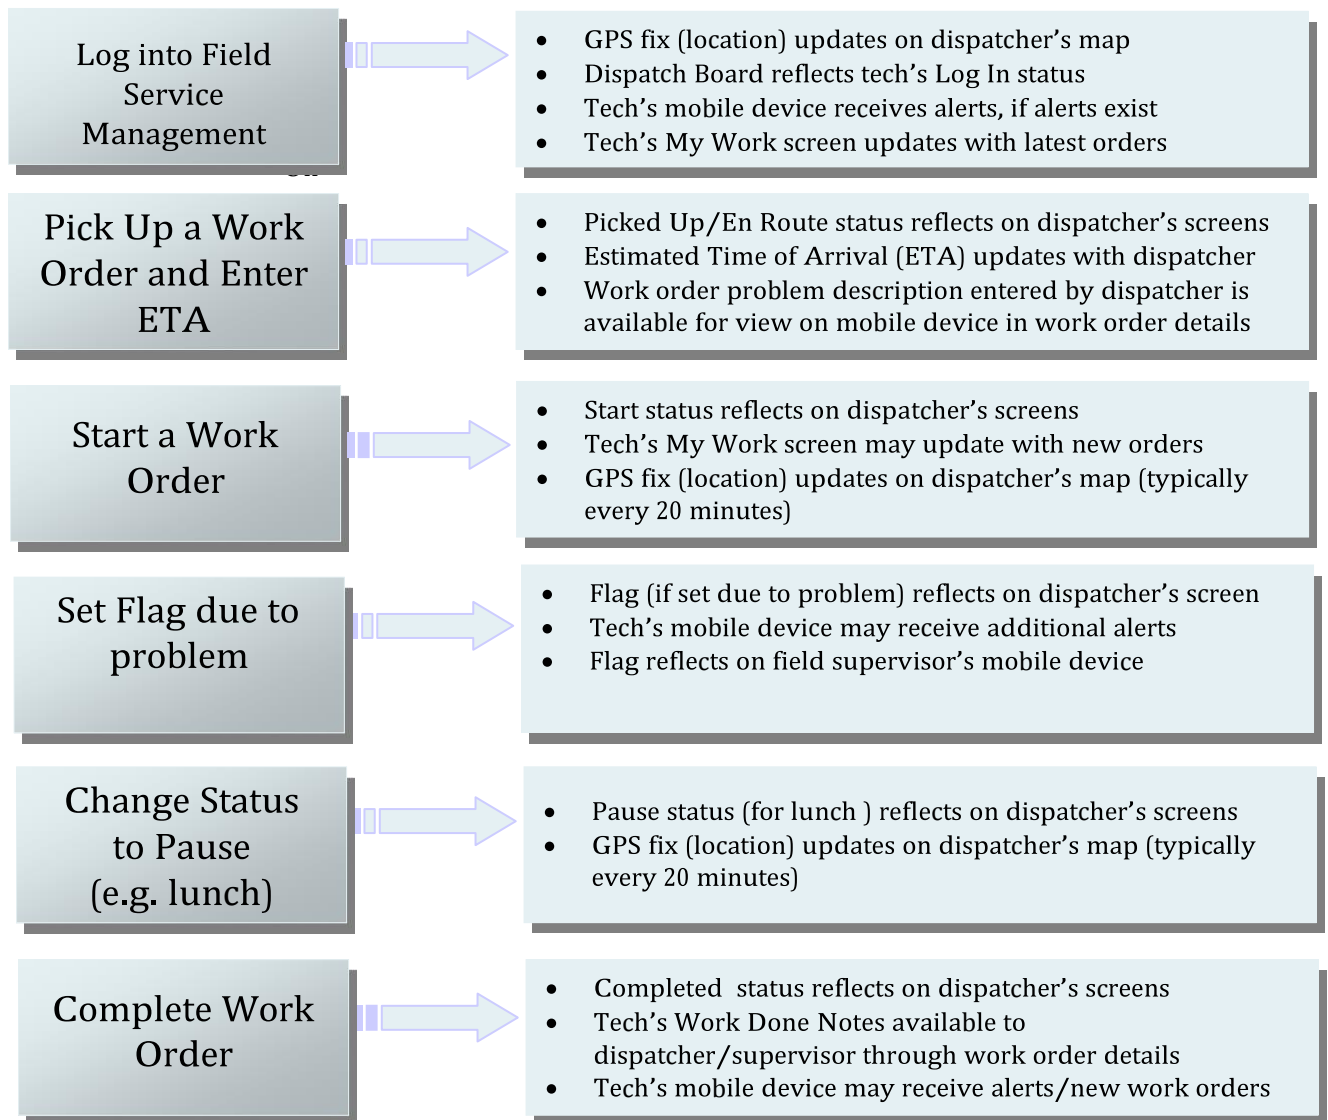 Log into Field
Service
Management
• GPS fix (location) updates on dispatcher’s map
• Dispatch Board reflects tech’s Log In status
• Tech’s mobile device receives alerts, if alerts exist
• Tech’s My Work screen updates with latest orders
Pick Up a Work
Order and Enter
ETA
• Picked Up/En Route status reflects on dispatcher’s screens
• Estimated Time of Arrival (ETA) updates with dispatcher
• Work order problem description entered by dispatcher is
available for view on mobile device in work order details
Start a Work
Order
• Start status reflects on dispatcher’s screens
• Tech’s My Work screen may update with new orders
• GPS fix (location) updates on dispatcher’s map (typically
every 20 minutes)
Set Flag due to
problem
• Flag (if set due to problem) reflects on dispatcher’s screen
• Tech’s mobile device may receive additional alerts
• Flag reflects on field supervisor’s mobile device
Change Status
to Pause
(e.g. lunch)
• Pause status (for lunch ) reflects on dispatcher’s screens
• GPS fix (location) updates on dispatcher’s map (typically
every 20 minutes)
Complete Work
Order
• Completed  status reflects on dispatcher’s screens
• Tech’s Work Done Notes available to
dispatcher/supervisor through work order details
• Tech’s mobile device may receive alerts/new work orders